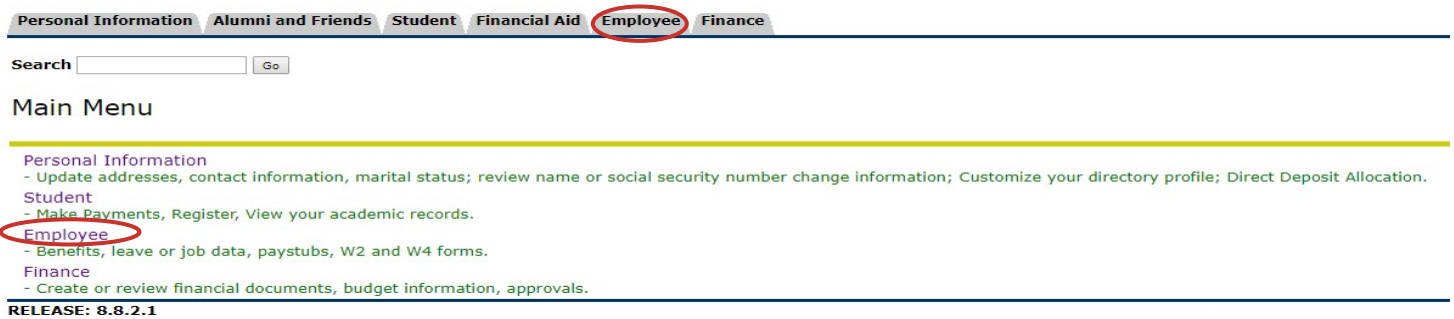 Personal Information Alumni and Friends Student Financial Aid Employee Finance
Search Go
Main Menu
Personal Information
- Update addresses, contact information, marital status; review name or social security number change information; Customize your directory profile; Direct Deposit Allocation.
Student
- Make Payments, Register, View your academic records.
Employee
- Benefits, leave or job data, paystubs, W2 and W4 forms.
Finance
- Create or review financial documents, budget information, approvals.
RELEASE: 8.8.2.1